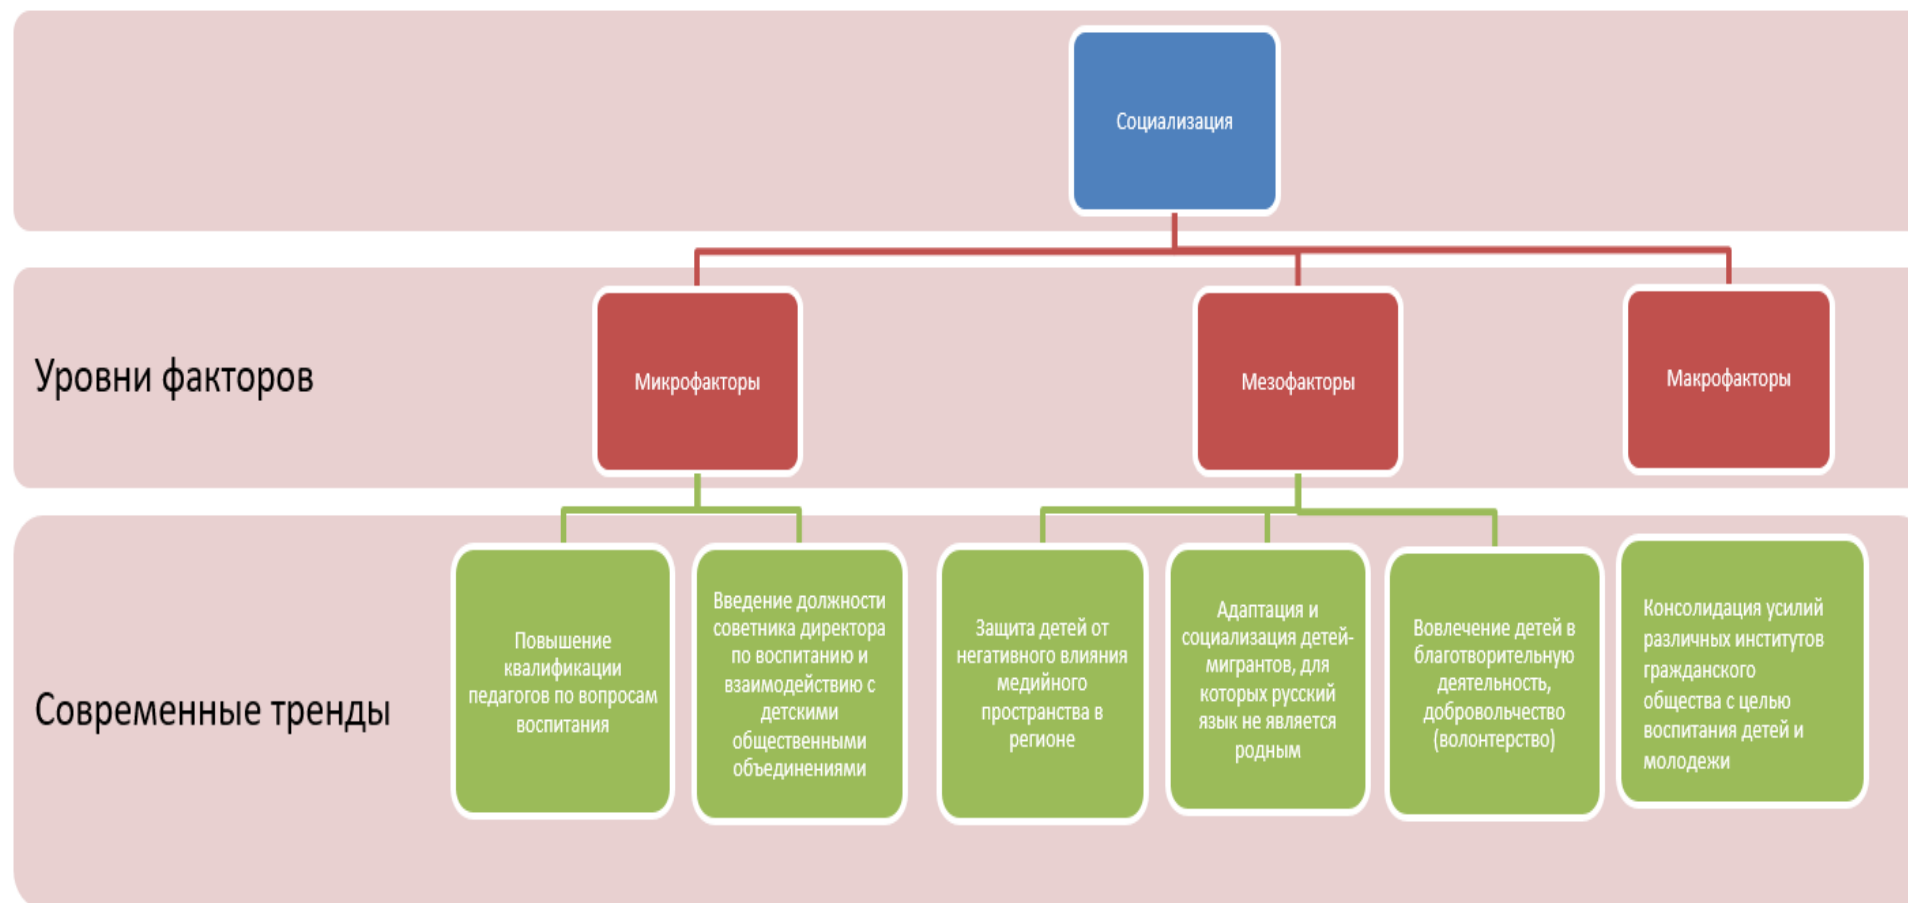 Социализация
Уровни факторов
Микрофакторы
Мезофакторы
Макрофакторы
Современные тренды
Повышение
квалификации
педагогов по вопросам
воспитания
Введение должности
советника директора
по воспитанию и
взаимодействию с
детскими
общественными
объединениями
Защита детей от
негативного влияния
медийного
пространства в
регионе
Адаптация и
социализация детей-
мигрантов, для
которых русский
язык не является
родным
Вовлечение детей в
благотворительную
деятельность,
добровольчество
(волонтерство)
Консолидация усилий
различных институтов
гражданского
общества с целью
воспитания детей и
молодежи